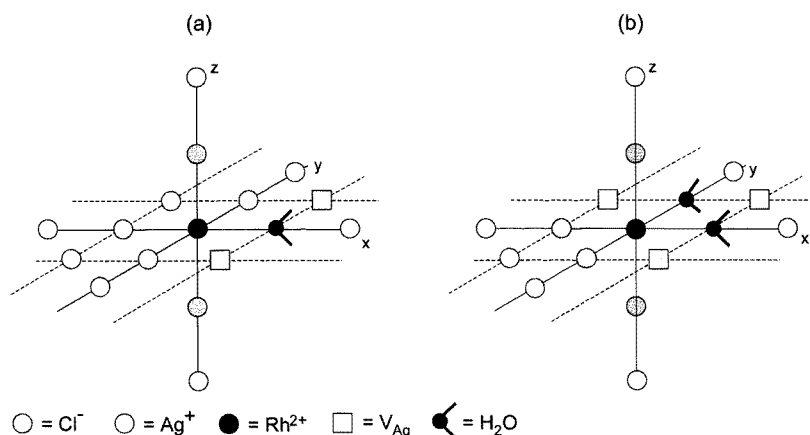 (a) (b)
z z
y y
x x
= Cl⁻ = Ag⁺ = Rh²⁺ = V_Ag = H₂O